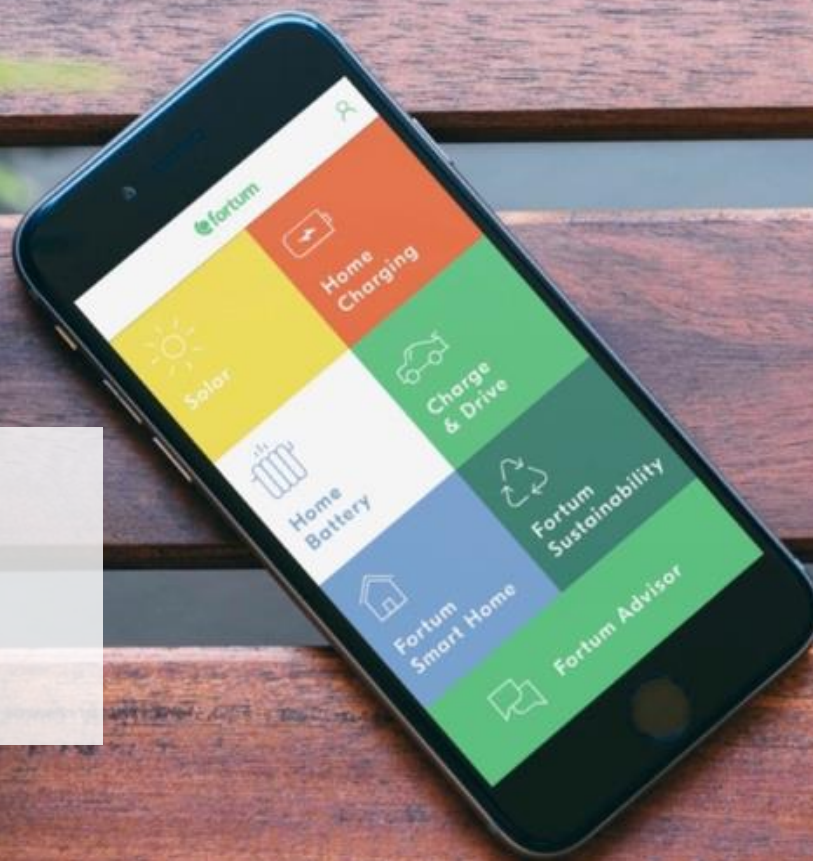 fortum
Solar
Home
Charging
Home
Battery
Charge
& Drive
Fortum
Smart Home
Fortum
Sustainability
Fortum Advisor